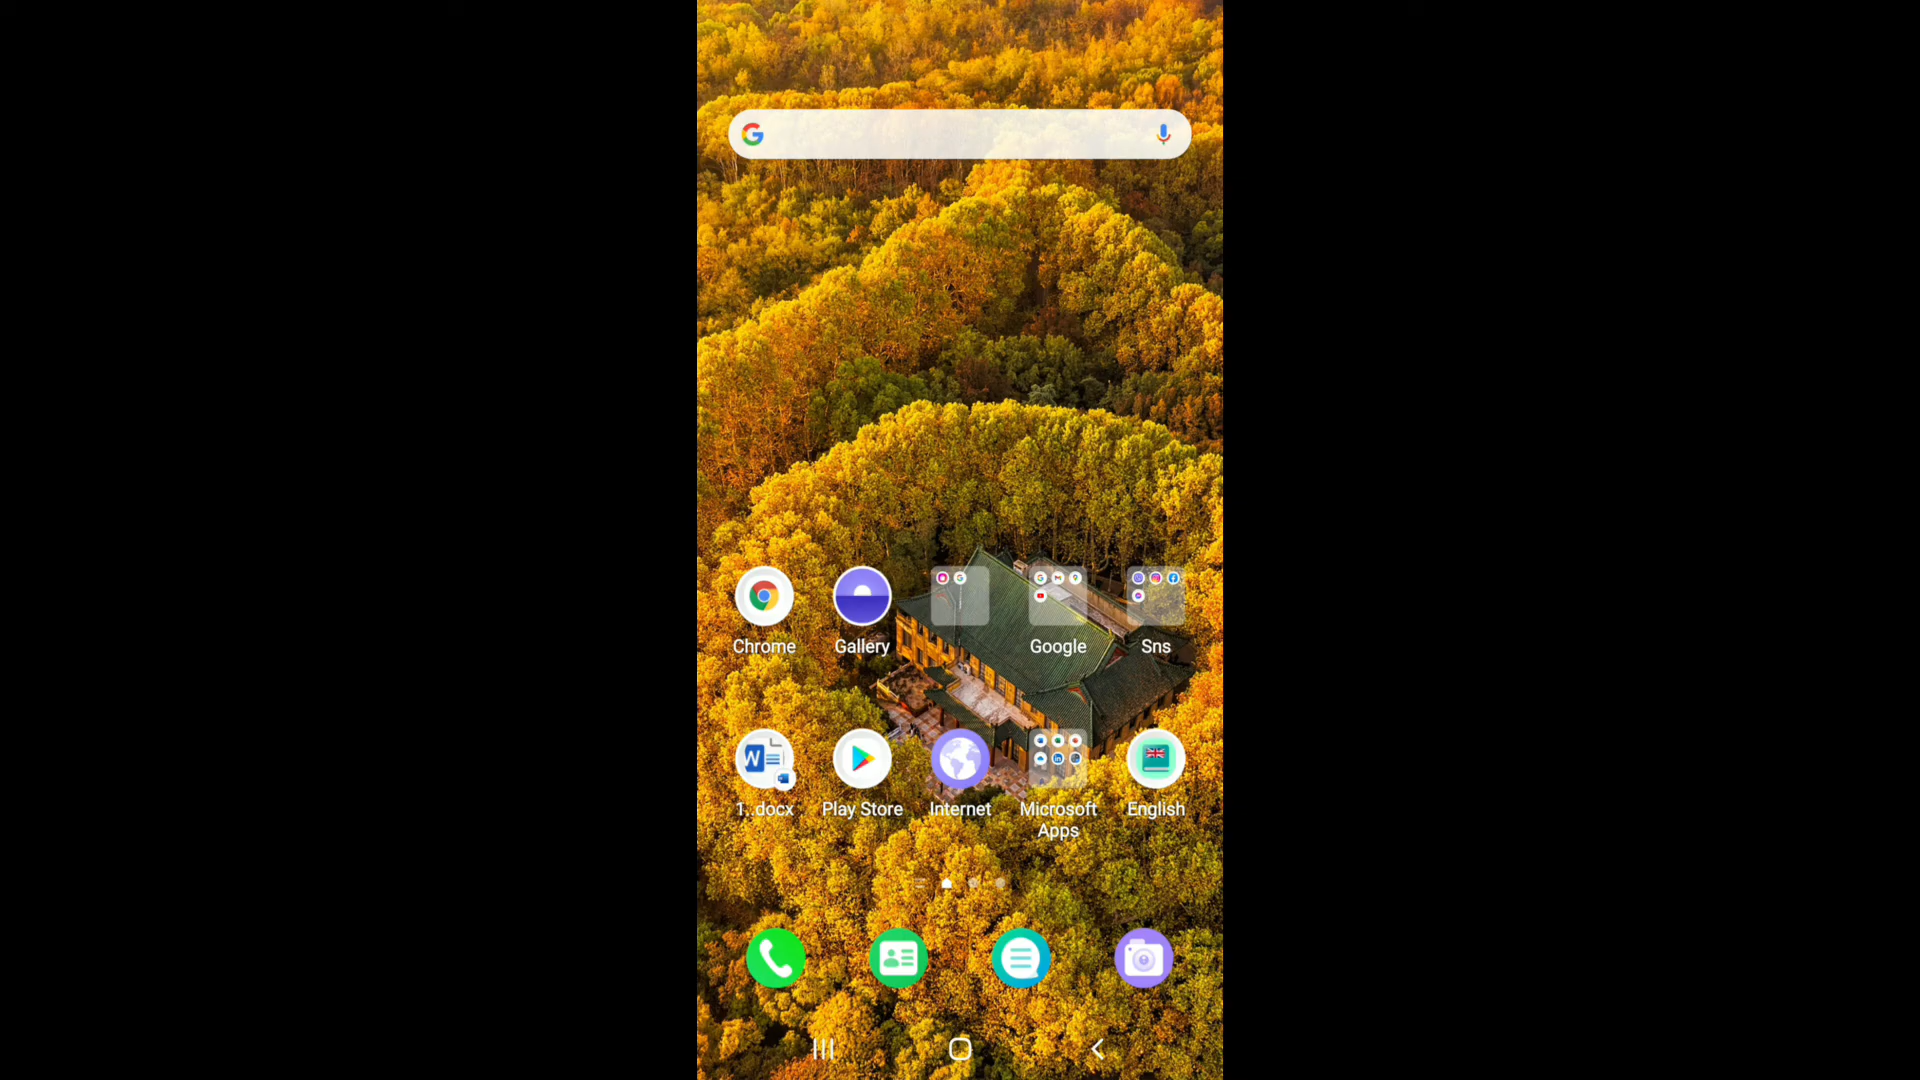 Chrome
Gallery
Google
Sns
1..docx
Play Store
Internet
Microsoft
Apps
English